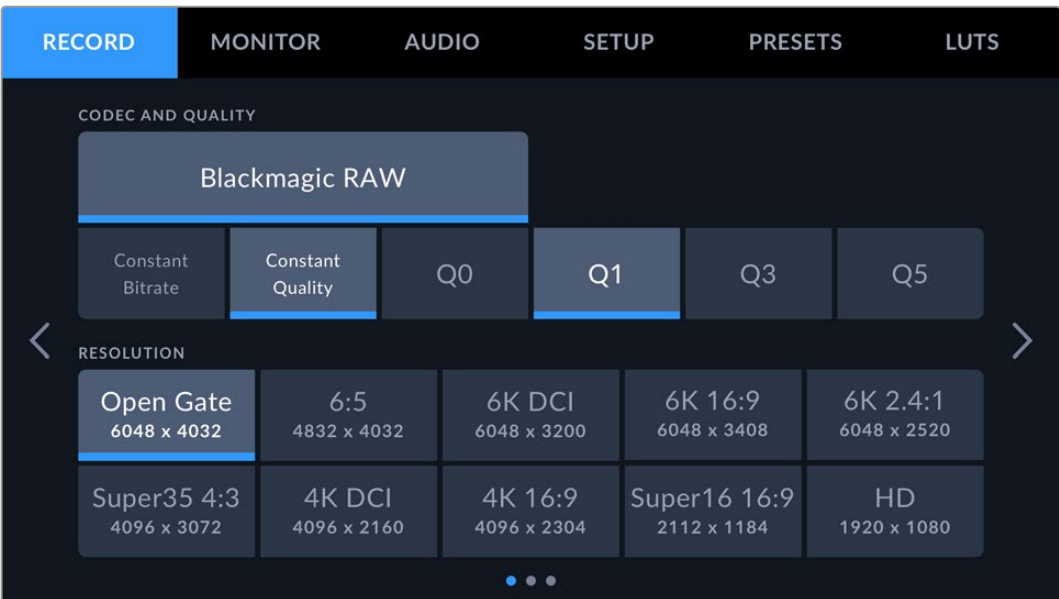 RECORD MONITOR AUDIO SETUP PRESETS LUTS
CODEC AND QUALITY
Blackmagic RAW
Constant Bitrate
Constant Quality
Q0
Q1
Q3
Q5
RESOLUTION
Open Gate
6048 x 4032
6:5
4832 x 4032
6K DCI
6048 x 3200
6K 16:9
6048 x 3408
6K 2.4:1
6048 x 2520
Super35 4:3
4096 x 3072
4K DCI
4096 x 2160
4K 16:9
4096 x 2304
Super16 16:9
2112 x 1184
HD
1920 x 1080